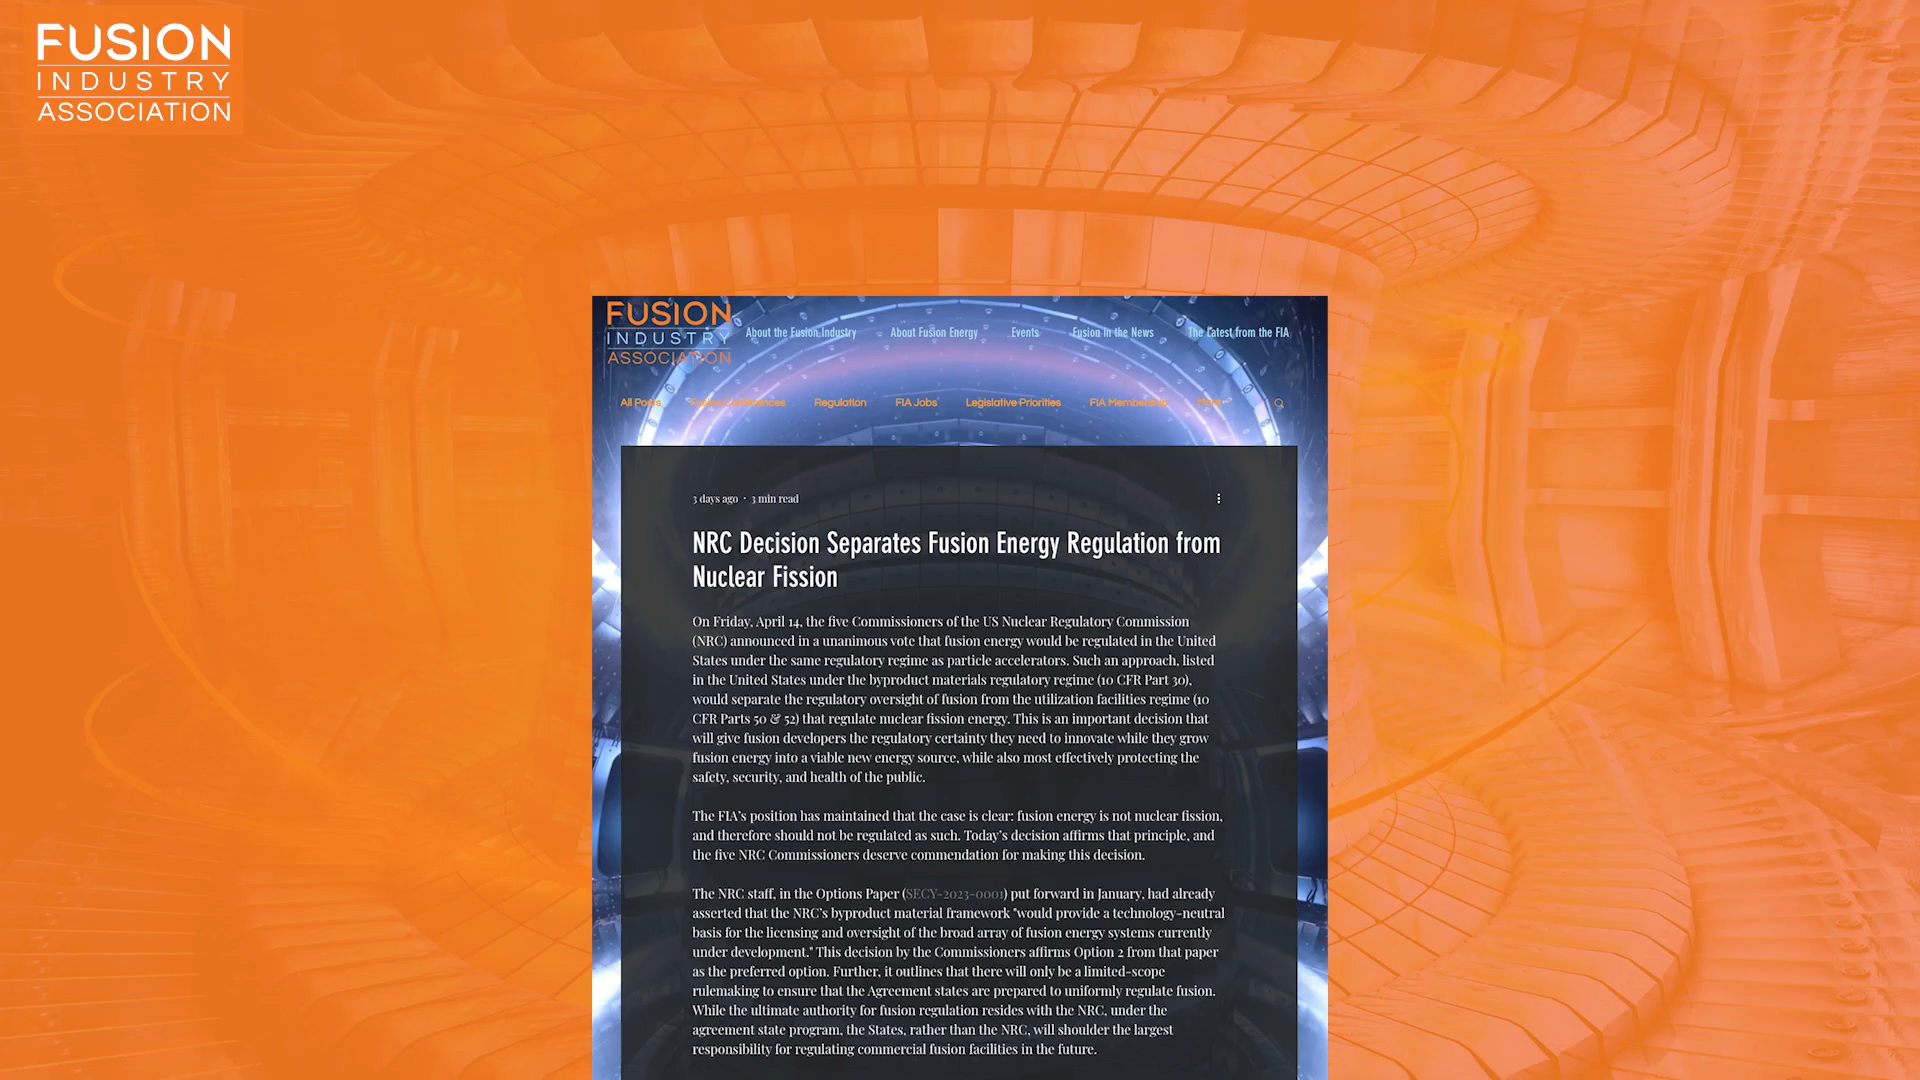 FUSION
INDUSTRY
ASSOCIATION
FUSION
INDUSTRY
ASSOCIATION
About the Fusion Industry About Fusion Energy Events Fusion in the News The Latest from the FIA
All Posts Fusion Conferences Regulation FIA Jobs Legislative Priorities FIA Membership More
3 days ago · 3 min read
NRC Decision Separates Fusion Energy Regulation from
Nuclear Fission
On Friday, April 14, the five Commissioners of the US Nuclear Regulatory Commission
(NRC) announced in a unanimous vote that fusion energy would be regulated in the United
States under the same regulatory regime as particle accelerators. Such an approach, listed
in the United States under the byproduct materials regulatory regime (10 CFR Part 30),
would separate the regulatory oversight of fusion from the utilization facilities regime (10
CFR Parts 50 & 52) that regulate nuclear fission energy. This is an important decision that
will give fusion developers the regulatory certainty they need to innovate while they grow
fusion energy into a viable new energy source, while also most effectively protecting the
safety, security, and health of the public.
The FIA's position has maintained that the case is clear: fusion energy is not nuclear fission,
and therefore should not be regulated as such. Today's decision affirms that principle, and
the five NRC Commissioners deserve commendation for making this decision.
The NRC staff, in the Options Paper (SECY-2023-0001) put forward in January, had already
asserted that the NRC's byproduct material framework "would provide a technology-neutral
basis for the licensing and oversight of the broad array of fusion energy systems currently
under development." This decision by the Commissioners affirms Option 2 from that paper
as the preferred option. Further, it outlines that there will only be a limited-scope
rulemaking to ensure that the Agreement states are prepared to uniformly regulate fusion.
While the ultimate authority for fusion regulation resides with the NRC, under the
agreement state program, the States, rather than the NRC, will shoulder the largest
responsibility for regulating commercial fusion facilities in the future.